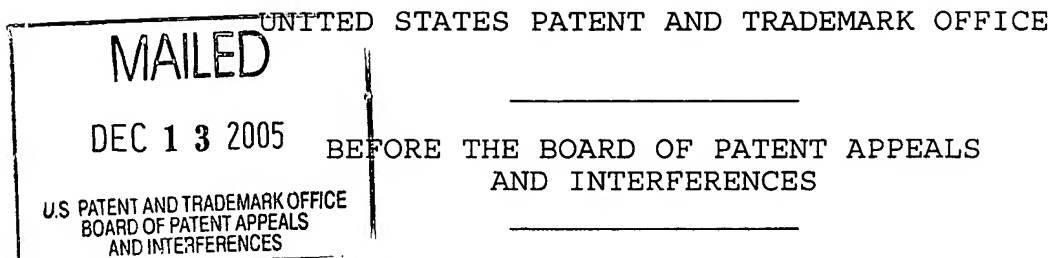 UNITED STATES PATENT AND TRADEMARK OFFICE
MAILED
DEC 13 2005
BEFORE THE BOARD OF PATENT APPEALS
AND INTERFERENCES
U.S PATENT AND TRADEMARK OFFICE
BOARD OF PATENT APPEALS
AND INTERFERENCES